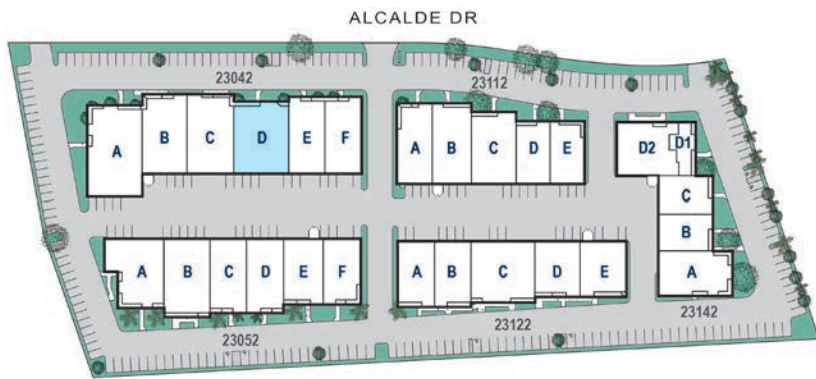 ALCALDE DR
23042
23112
A B C D E F
A B C D E
D2 D1
C
B
A
A B C D E F
A B C D E
23052
23122
23142